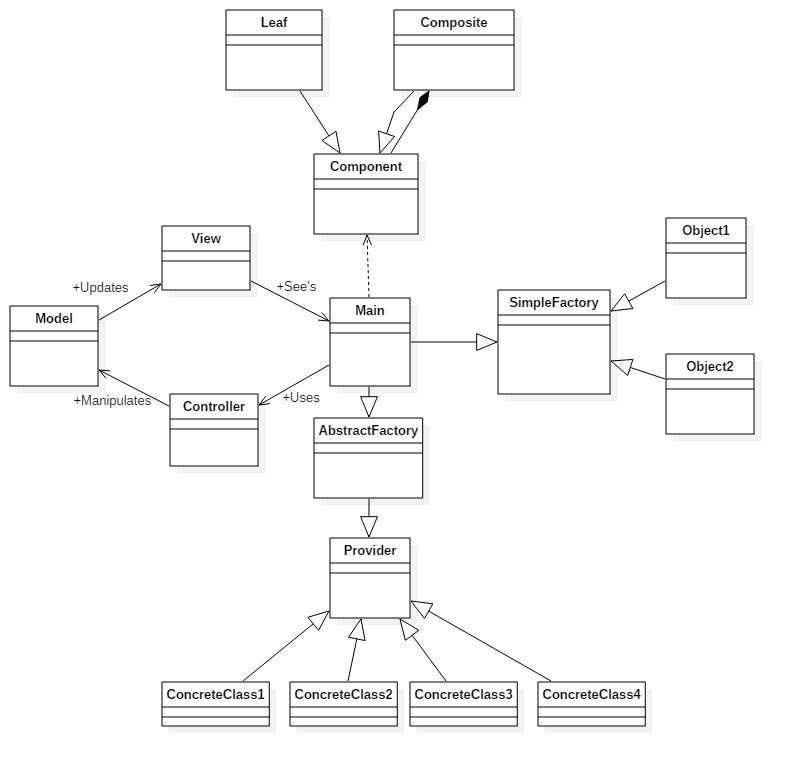 Leaf
Composite
Component
View
Object1
+Updates
+See's
Model
Main
SimpleFactory
Object2
+Manipulates
Controller
+Uses
AbstractFactory
Provider
ConcreteClass1
ConcreteClass2
ConcreteClass3
ConcreteClass4